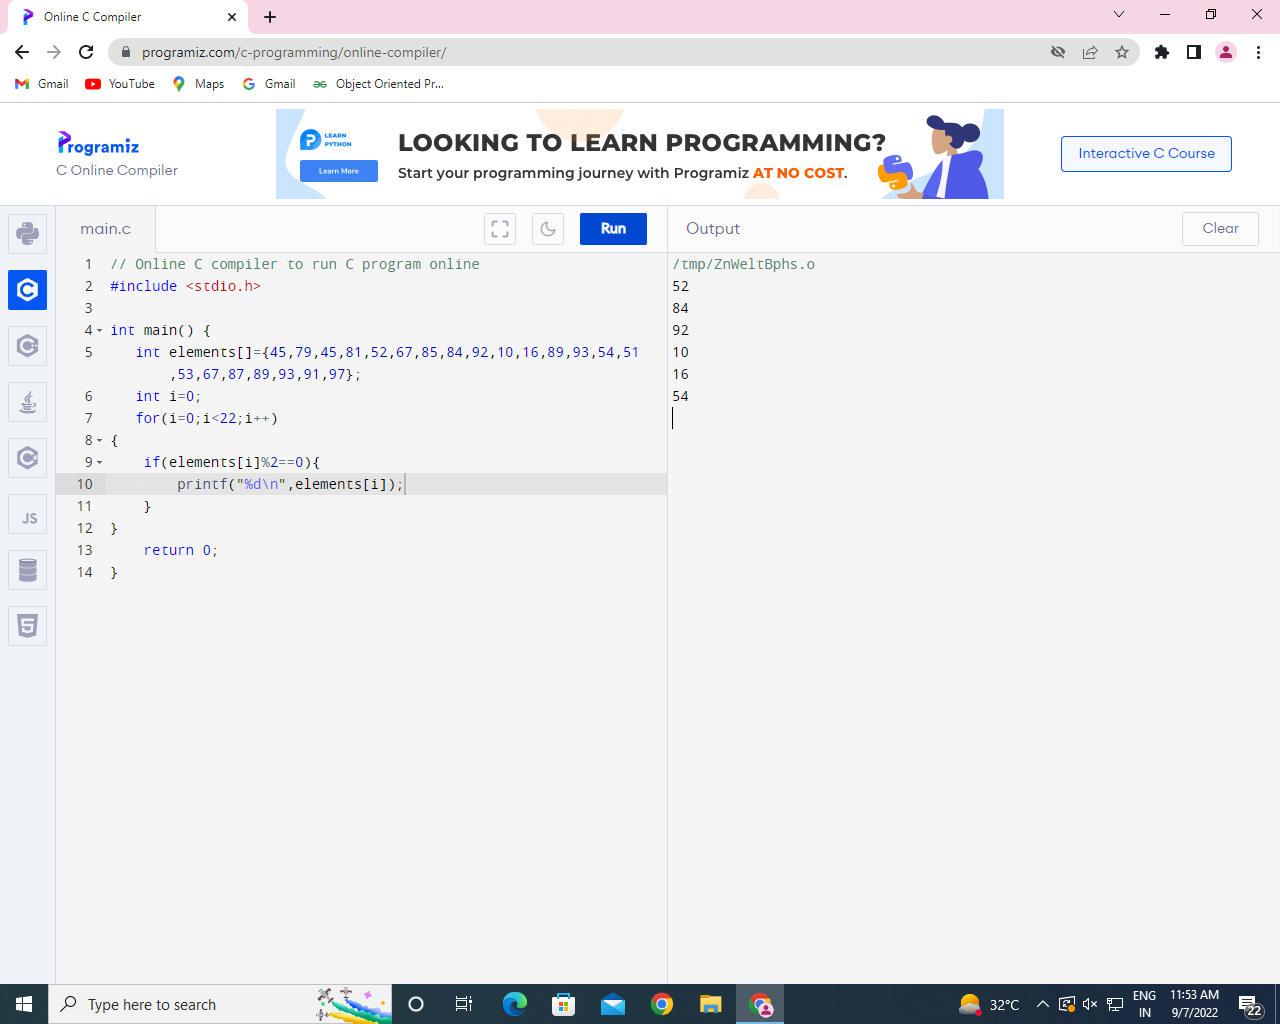 Online C Compiler
programiz.com/c-programming/online-compiler/
Gmail
YouTube
Maps
Gmail
Object Oriented Pr...
Programiz
C Online Compiler
LEARN
PYTHON
Learn More
LOOKING TO LEARN PROGRAMMING?
Start your programming journey with Programiz AT NO COST.
Interactive C Course
main.c
Run
Output
Clear
1 // Online C compiler to run C program online
2 #include <stdio.h>
3
4 int main() {
5 int elements[]={45,79,45,81,52,67,85,84,92,10,16,89,93,54,51
,53,67,87,89,93,91,97};
6 int i=0;
7 for(i=0;i<22;i++)
8 {
9 if(elements[i]%2==0){
10 printf("%d\n",elements[i]);
11 }
12 }
13 return 0;
14 }
/tmp/ZnWeltBphs.o
52
84
92
10
16
54
JS
Type here to search
32°C
ENG
IN
11:53 AM
9/7/2022
22